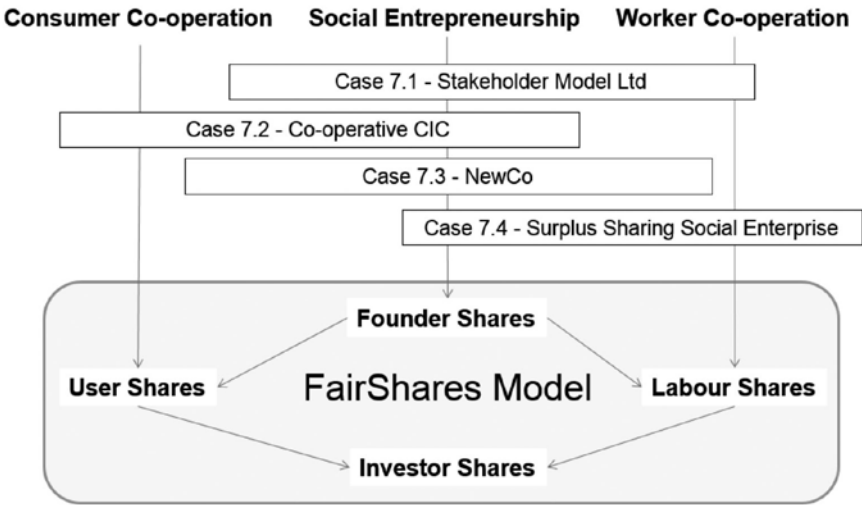 Consumer Co-operation Social Entrepreneurship Worker Co-operation
Case 7.1 - Stakeholder Model Ltd
Case 7.2 - Co-operative CIC
Case 7.3 - NewCo
Case 7.4 - Surplus Sharing Social Enterprise
Founder Shares
User Shares FairShares Model Labour Shares
Investor Shares